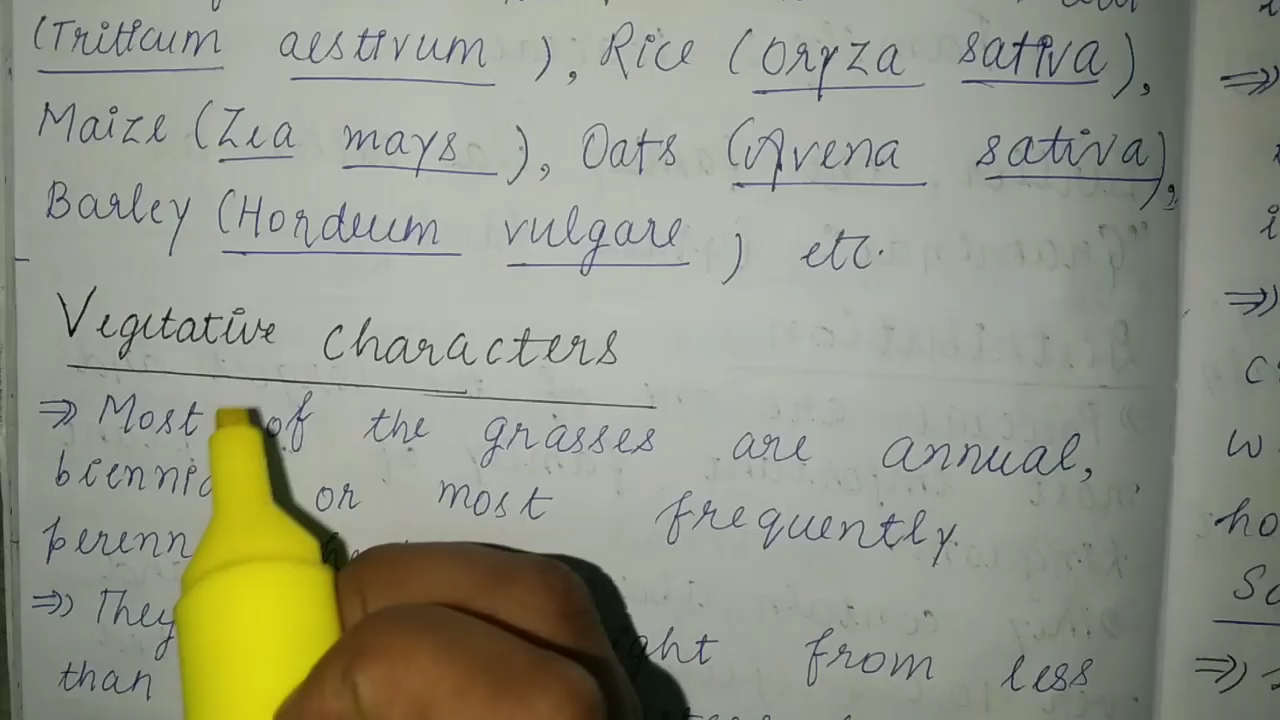 (Triticum aestivum ), Rice (Oryza sativa),
Maize (Zea mays ), Oats (Avena sativa),
Barley (Hordeum vulgare ) etc.
Vegitative characters
⇒ Most of the grasses are annual,
or most frequently
⇒ They from less
than